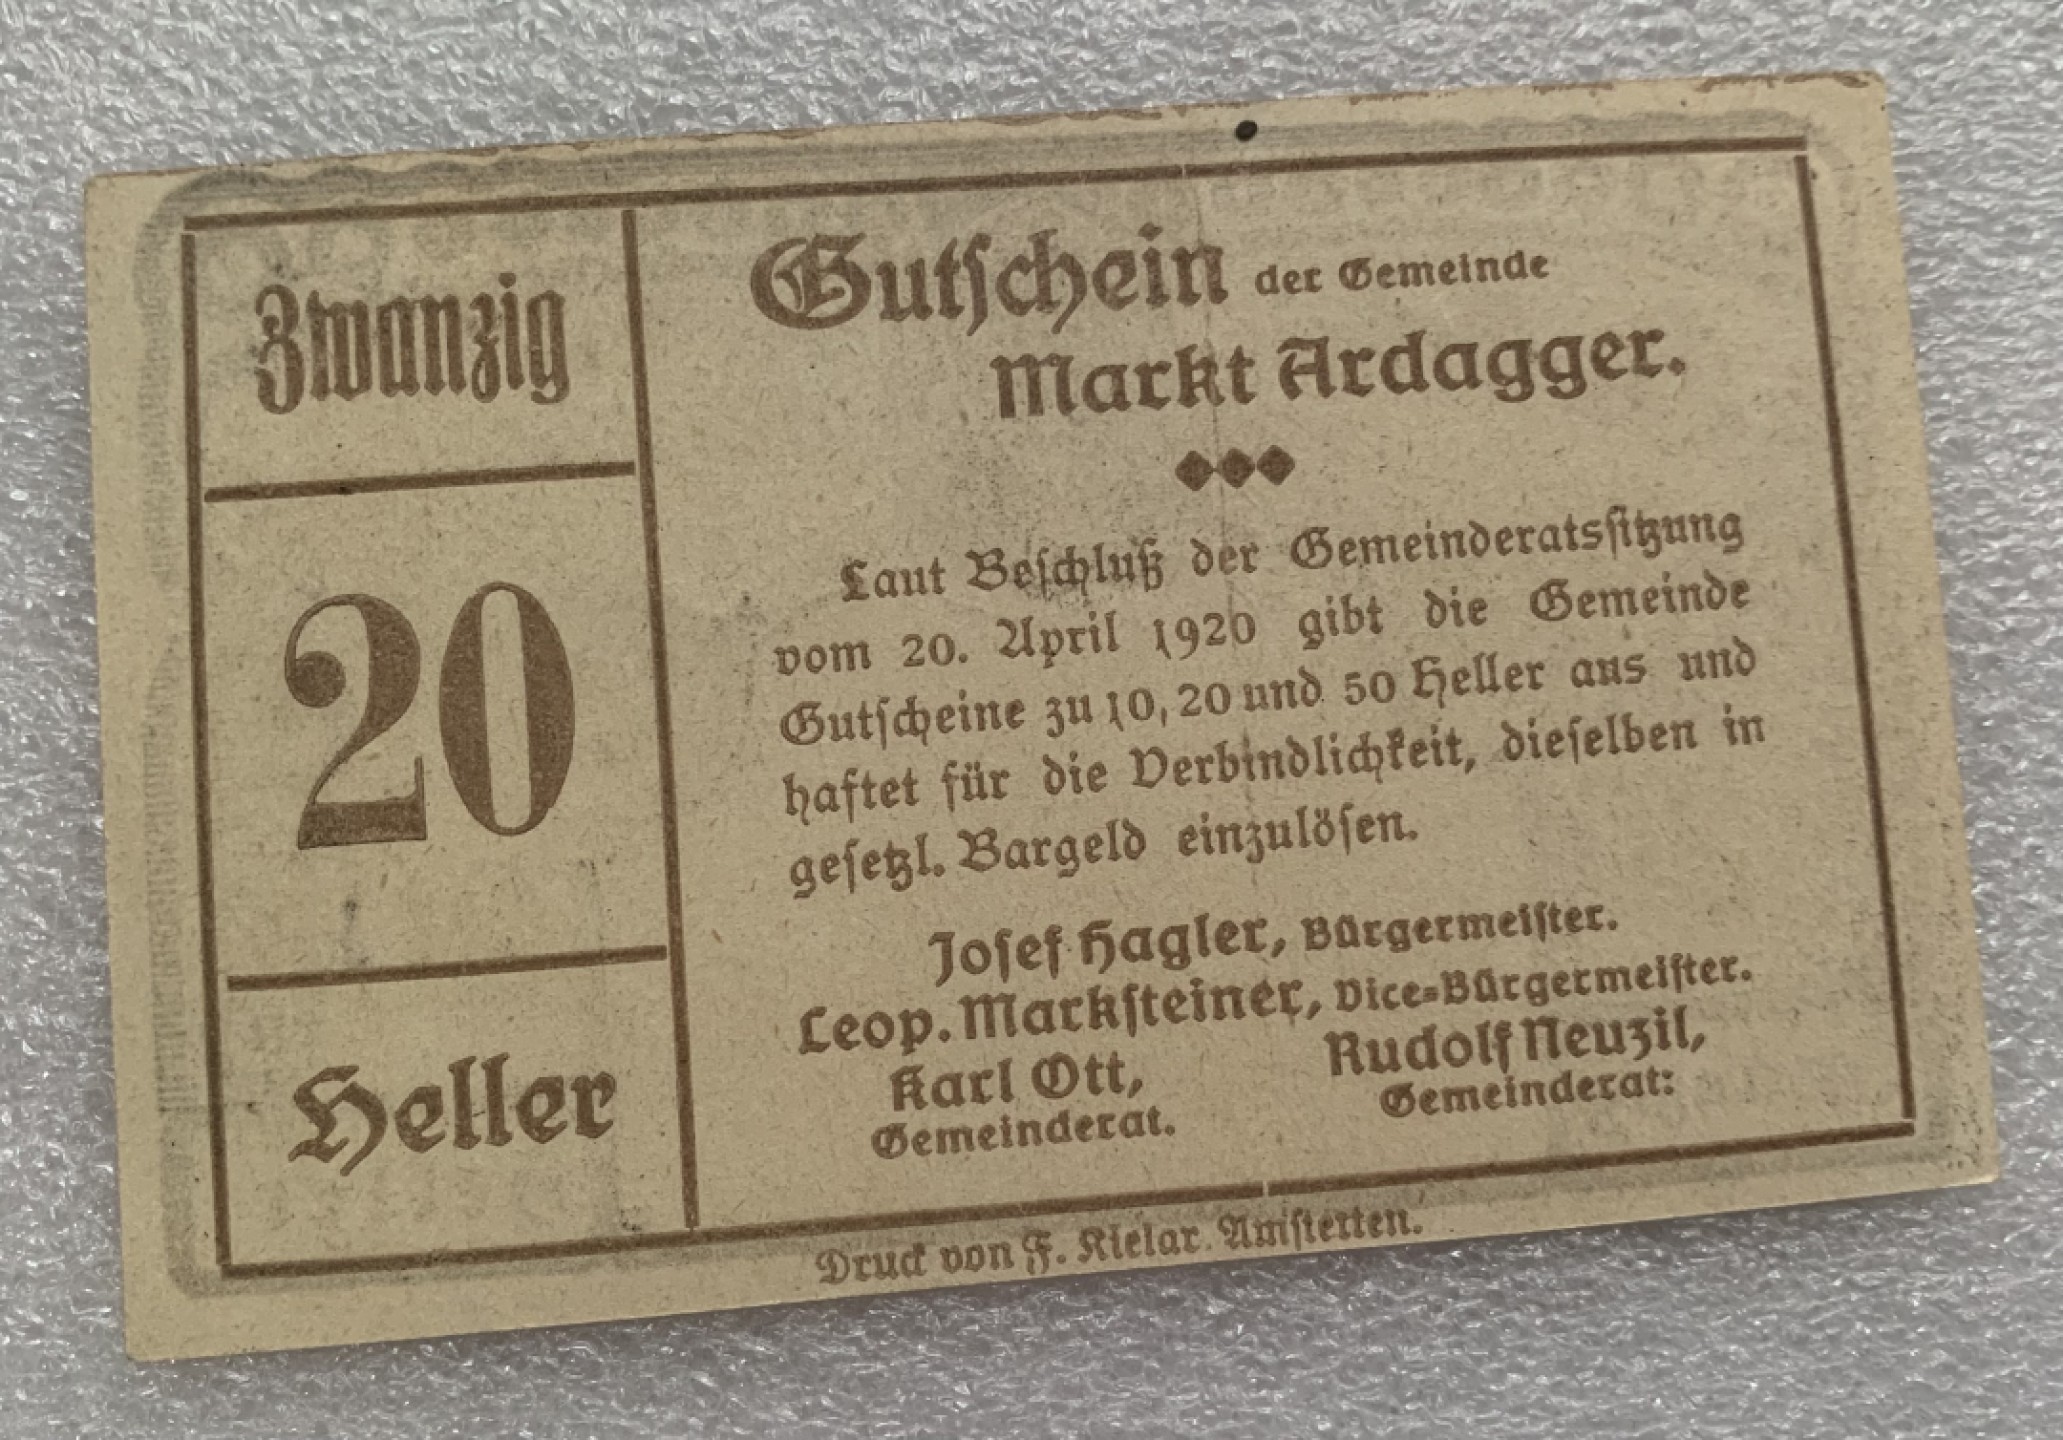 Zwanzig
20
Heller
Gutschein der Gemeinde
Markt Ardagger.
Laut Beschluß der Gemeinderatssitzung
vom 20. April 1920 gibt die Gemeinde
Gutscheine zu 10, 20 und 50 Heller aus und
haftet für die Verbindlichkeit, dieselben in
gesetzl. Bargeld einzulösen.
Josef Hagler, Bürgermeister.
Leop. Marksteiner, Vice-Bürgermeister.
Karl Ott, Rudolf Neuzil,
Gemeinderat. Gemeinderat:
Druck von F. Kielar. Amstetten.